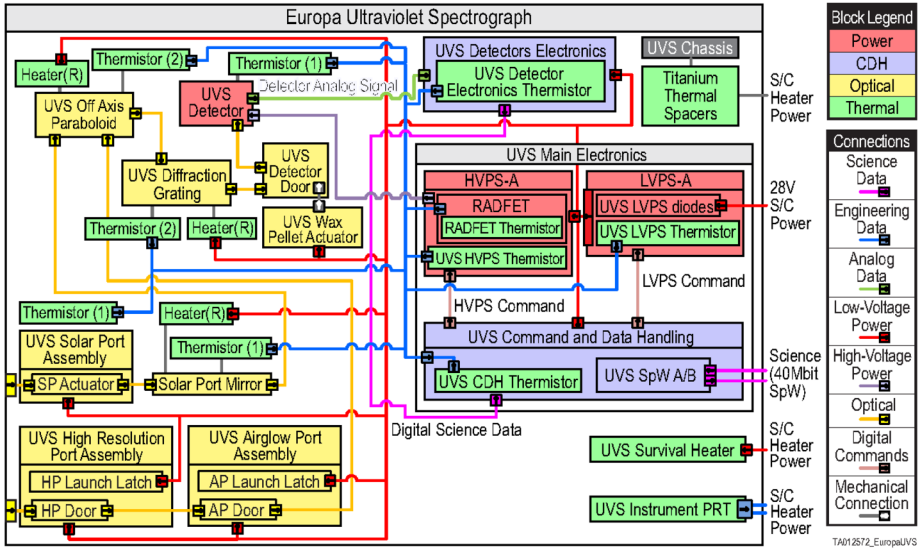 Europa Ultraviolet Spectrograph
Block Legend
Power
CDH
Optical
Thermal
Heater(R)
Thermistor (2)
Thermistor (1)
UVS Detectors Electronics
UVS Detector
Electronics Thermistor
UVS Chassis
Titanium
Thermal
Spacers
S/C
Heater
Power
Detector Analog Signal
UVS Off Axis
Paraboloid
UVS
Detector
UVS Diffraction
Grating
UVS
Detector
Door
UVS Wax
Pellet Actuator
Thermistor (2)
Heater(R)
UVS Main Electronics
HVPS-A
RADFET
RADFET Thermistor
UVS HVPS Thermistor
LVPS-A
UVS LVPS diodes
UVS LVPS Thermistor
28V
S/C
Power
HVPS Command
LVPS Command
Thermistor (1)
Heater(R)
Thermistor (1)
UVS Solar Port
Assembly
SP Actuator
Solar Port Mirror
UVS Command and Data Handling
UVS CDH Thermistor
UVS SpW A/B
Science
(40Mbit
SpW)
Digital Science Data
UVS High Resolution
Port Assembly
HP Launch Latch
HP Door
UVS Airglow Port
Assembly
AP Launch Latch
AP Door
UVS Survival Heater
S/C
Heater
Power
UVS Instrument PRT
S/C
Heater
Power
Connections
Science
Data
Engineering
Data
Analog
Data
Low-Voltage
Power
High-Voltage
Power
Optical
Digital
Commands
Mechanical
Connection
TA012572_EuropaUVS